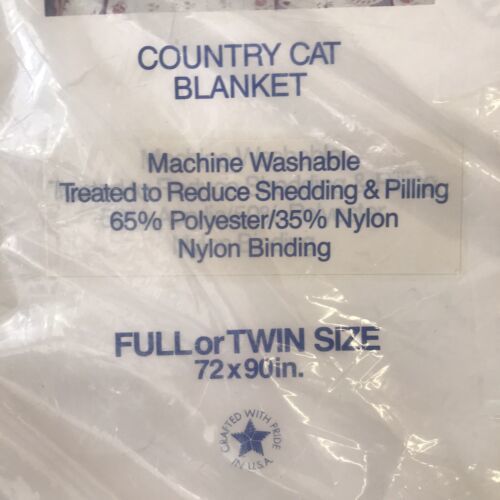 COUNTRY CAT
BLANKET
Machine Washable
Treated to Reduce Shedding & Pilling
65% Polyester/35% Nylon
Nylon Binding
FULL or TWIN SIZE
72 x 90in.
CRAFTED WITH PRIDE
IN U.S.A.